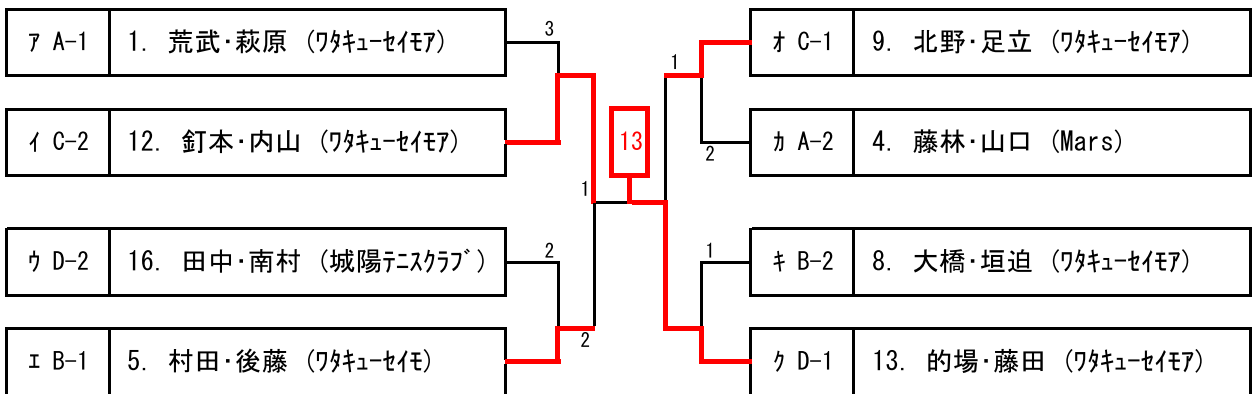 ｱ A-1 1. 荒武･萩原 (ﾜﾀｷｭｰｾｲﾓｱ) 3
ｲ C-2 12. 釘本･内山 (ﾜﾀｷｭｰｾｲﾓｱ)
1
ｳ D-2 16. 田中･南村 (城陽ﾃﾆｽｸﾗﾌﾞ) 2
ｴ B-1 5. 村田･後藤 (ﾜﾀｷｭｰｾｲﾓ) 2
13
1 ｵ C-1 9. 北野･足立 (ﾜﾀｷｭｰｾｲﾓｱ)
2 ｶ A-2 4. 藤林･山口 (Mars)
1 ｷ B-2 8. 大橋･垣迫 (ﾜﾀｷｭｰｾｲﾓｱ)
ｸ D-1 13. 的場･藤田 (ﾜﾀｷｭｰｾｲﾓｱ)